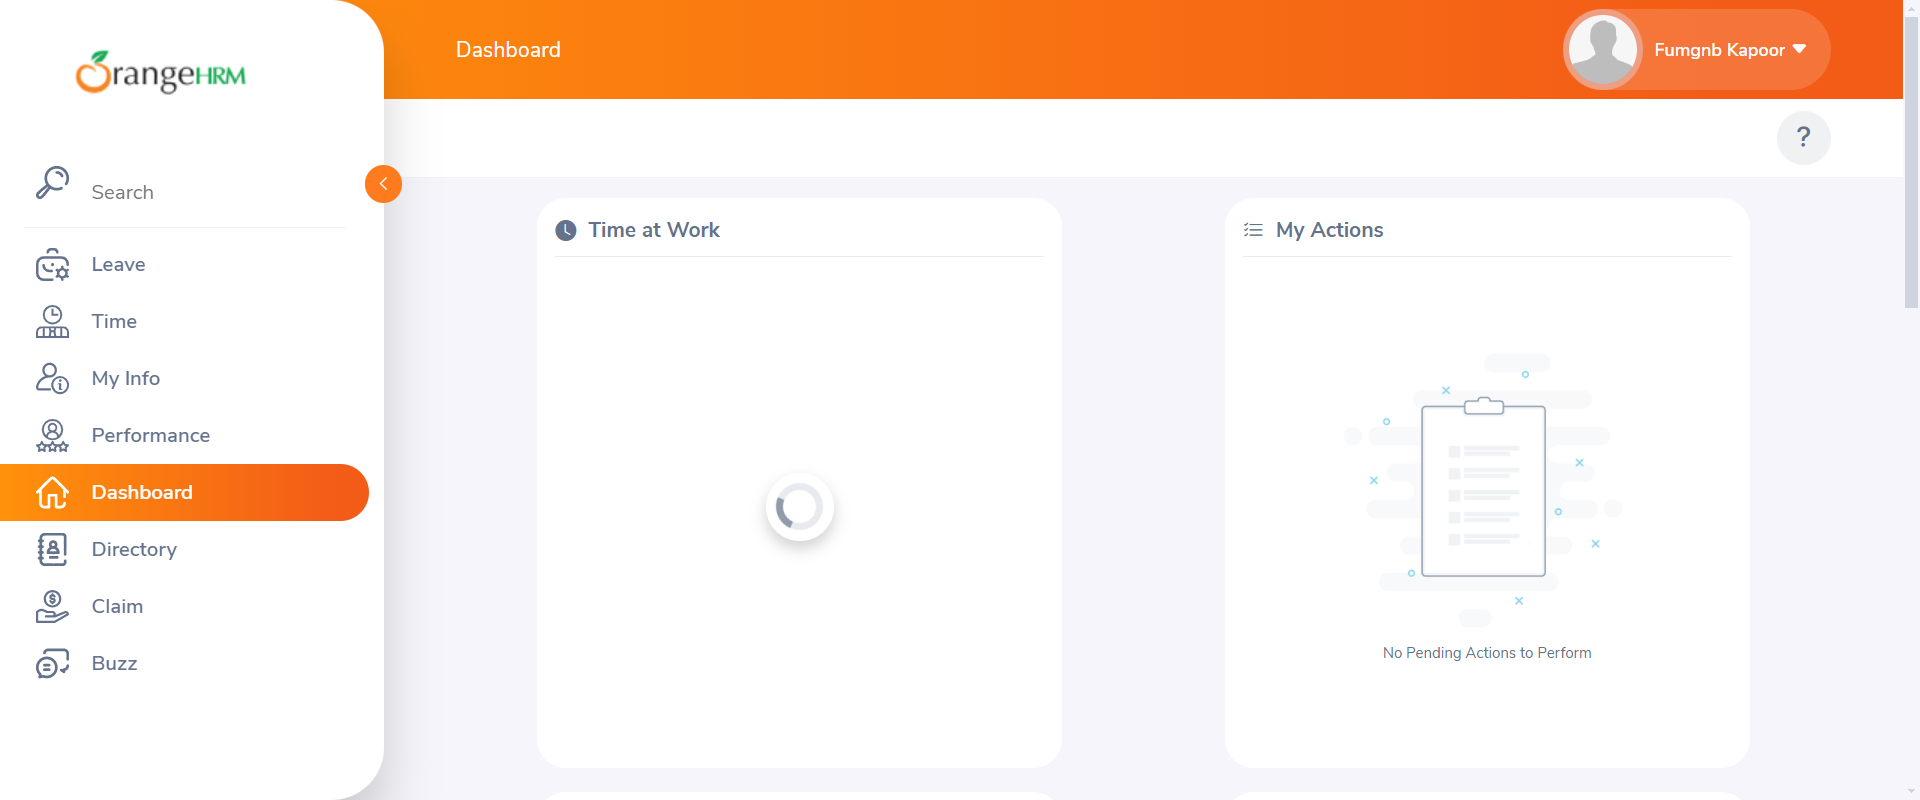 OrangeHRM
Search
Leave
Time
My Info
Performance
Dashboard
Directory
Claim
Buzz
Dashboard
Fumgnb Kapoor
?
Time at Work
My Actions
No Pending Actions to Perform